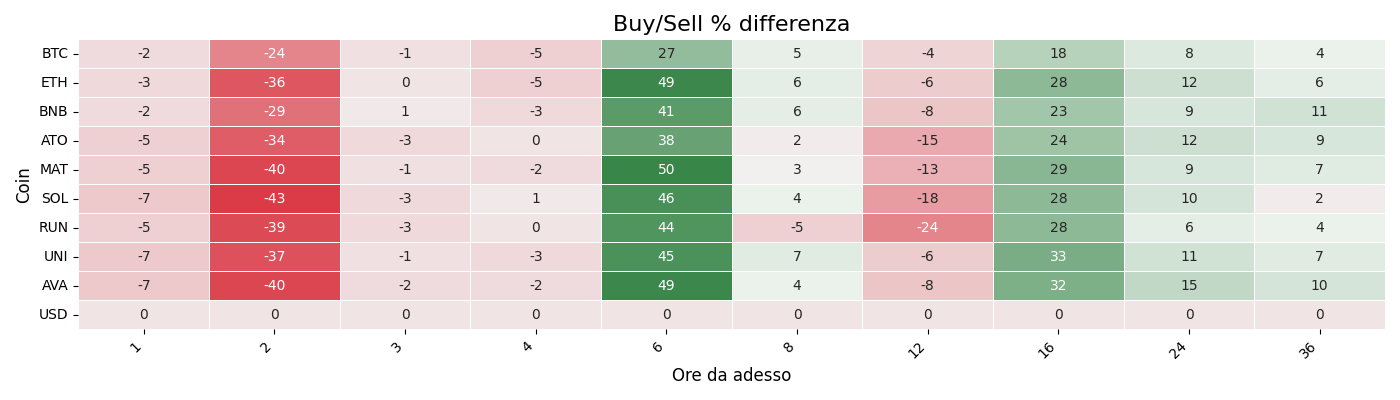 Buy/Sell % differenza
Coin
BTC -2 -24 -1 -5 27 5 -4 18 8 4
ETH -3 -36 0 -5 49 6 -6 28 12 6
BNB -2 -29 1 -3 41 6 -8 23 9 11
ATO -5 -34 -3 0 38 2 -15 24 12 9
MAT -5 -40 -1 -2 50 3 -13 29 9 7
SOL -7 -43 -3 1 46 4 -18 28 10 2
RUN -5 -39 -3 0 44 -5 -24 28 6 4
UNI -7 -37 -1 -3 45 7 -6 33 11 7
AVA -7 -40 -2 -2 49 4 -8 32 15 10
USD 0 0 0 0 0 0 0 0 0 0
1 2 3 4 6 8 12 16 24 36
Ore da adesso